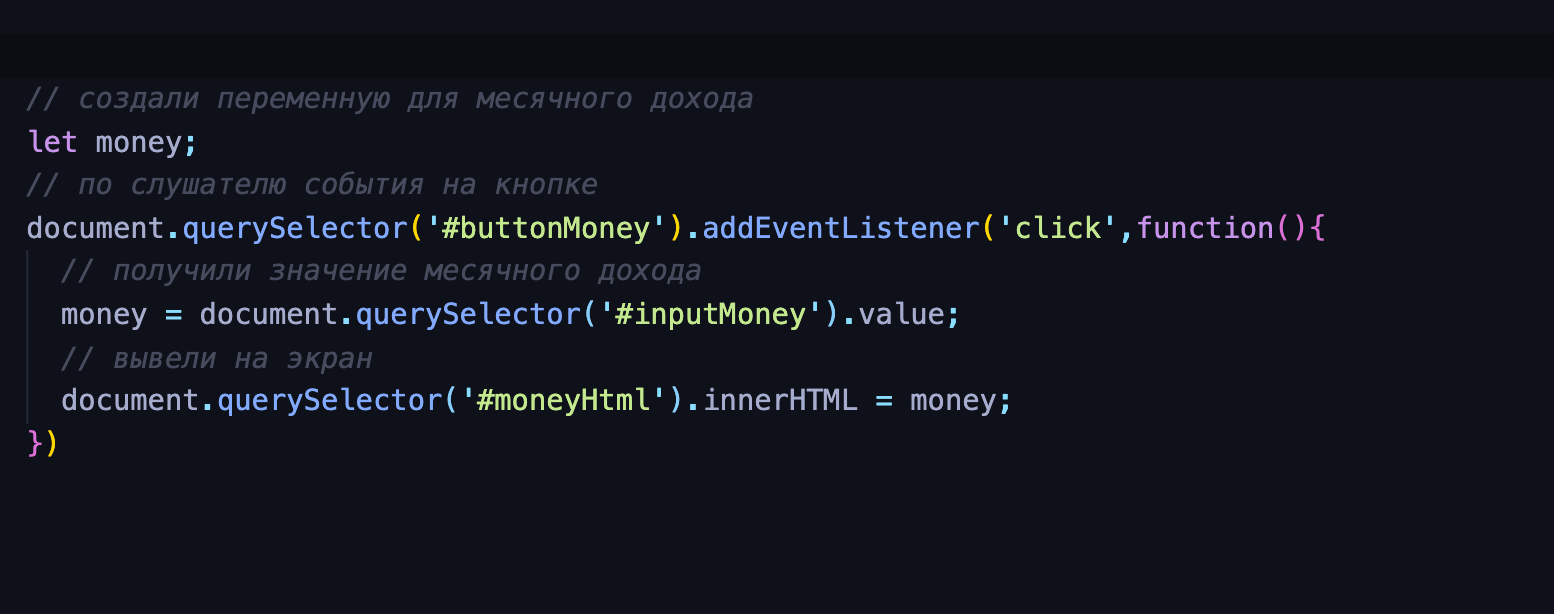 // создали переменную для месячного дохода
let money;
// по слушателю события на кнопке
document.querySelector('#buttonMoney').addEventListener('click',function(){
// получили значение месячного дохода
money = document.querySelector('#inputMoney').value;
// вывели на экран
document.querySelector('#moneyHtml').innerHTML = money;
})